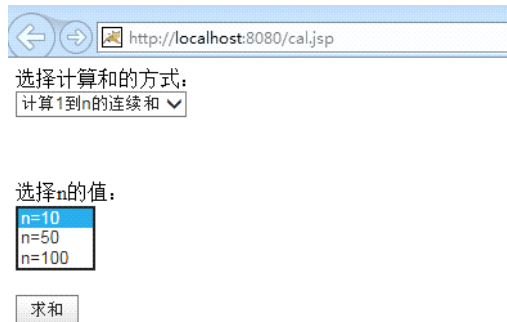 http://localhost:8080/cal.jsp
选择计算和的方式：
计算1到n的连续和
选择n的值：
n=10
n=50
n=100
求和